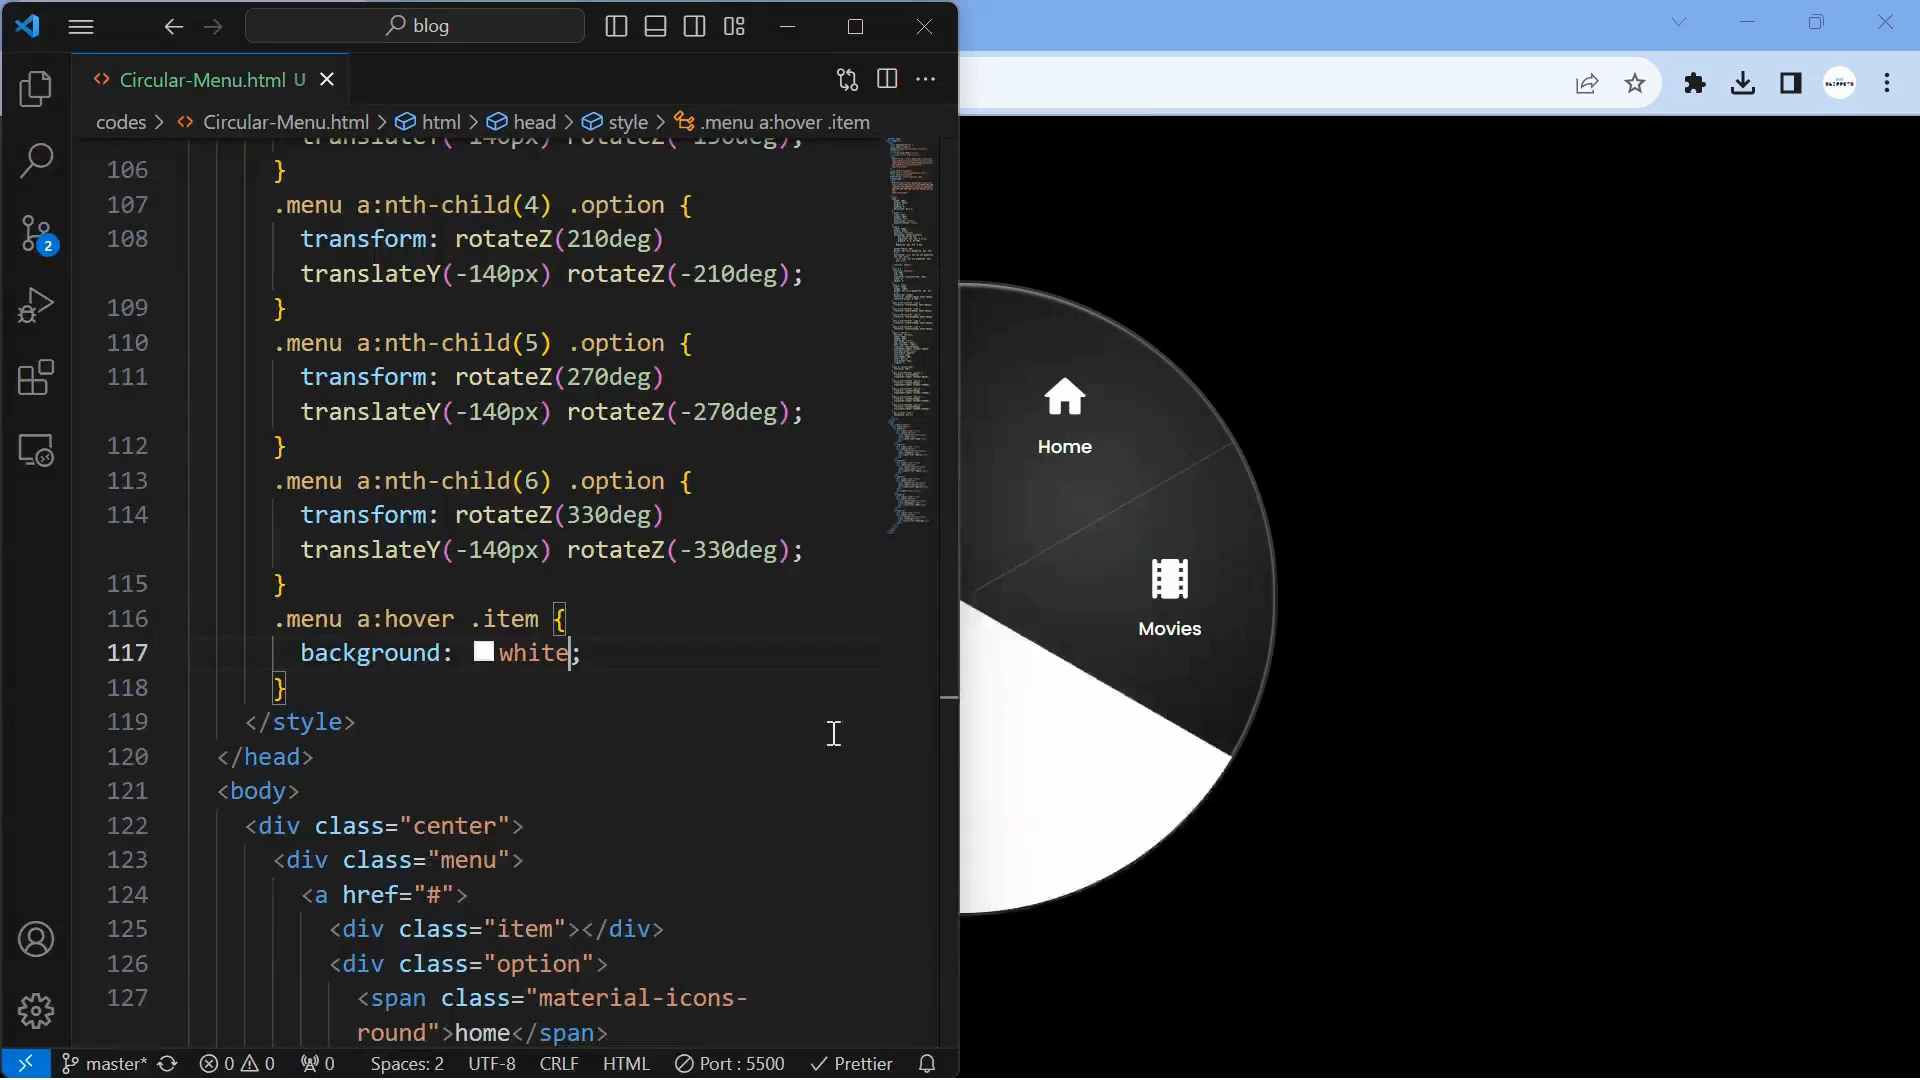 blog
Circular-Menu.html U
codes > Circular-Menu.html > html > head > style > .menu a:hover .item
translateY(-140px) rotateZ(-150deg);
106 }
107 .menu a:nth-child(4) .option {
108 transform: rotateZ(210deg)
translateY(-140px) rotateZ(-210deg);
109 }
110 .menu a:nth-child(5) .option {
111 transform: rotateZ(270deg)
translateY(-140px) rotateZ(-270deg);
112 }
113 .menu a:nth-child(6) .option {
114 transform: rotateZ(330deg)
translateY(-140px) rotateZ(-330deg);
115 }
116 .menu a:hover .item {
117 background: white;
118 }
119 </style>
120 </head>
121 <body>
122 <div class="center">
123 <div class="menu">
124 <a href="#">
125 <div class="item"></div>
126 <div class="option">
127 <span class="material-icons-
round">home</span>
2
master* 0 0 0 Spaces: 2 UTF-8 CRLF HTML Port : 5500 Prettier
Home
Movies